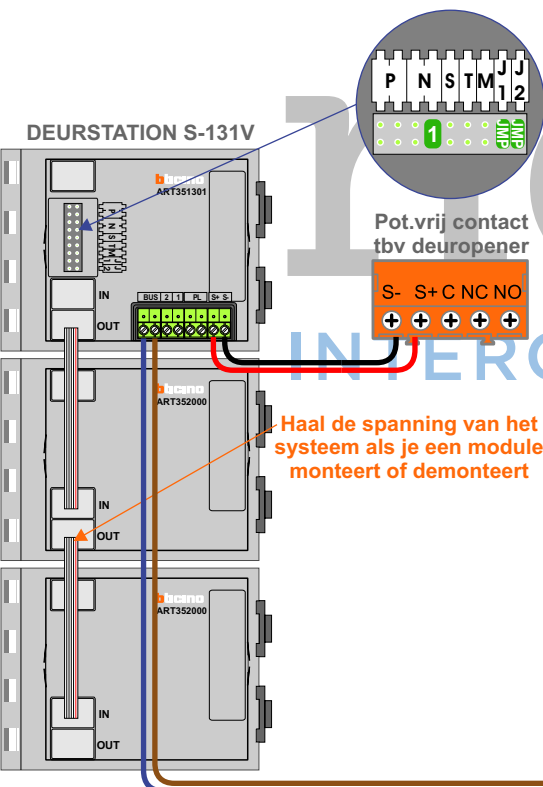 P N S T M J1 J2
1 JMP JMP
DEURSTATION S-131V
bticino
ART351301
P N S T M J1 J2
Pot.vrij contact
tbv deuropener
S- S+ C NC NO
IN
OUT
BUS 2 1 PL S+ S-
INTERC
bticino
ART352000
Haal de spanning van het
systeem als je een module
monteert of demonteert
IN
OUT
bticino
ART352000
IN
OUT